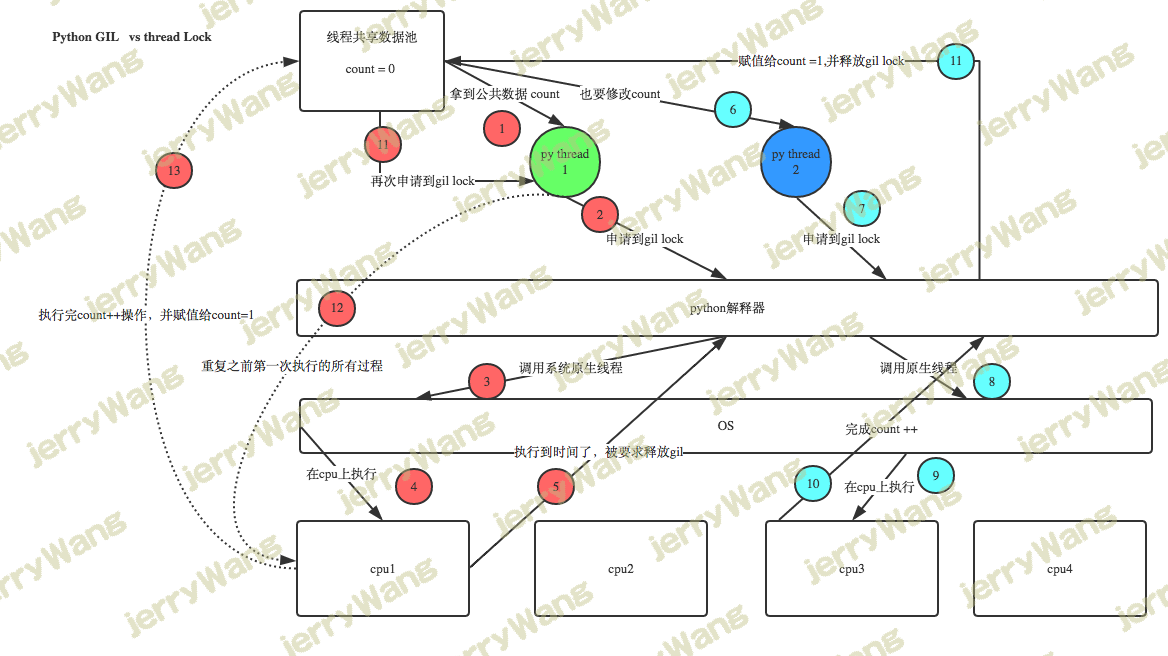 Python GIL   vs thread Lock
线程共享数据池
count = 0
赋值给count =1,并释放gil lock
11
拿到公共数据 count
也要修改count
6
1
11
13
py thread
1
py thread
2
再次申请到gil lock
2
7
申请到gil lock
申请到gil lock
12
python解释器
执行完count++操作，并赋值给count=1
重复之前第一次执行的所有过程
3
调用系统原生线程
调用原生线程
8
OS
完成count ++
执行到时间了，被要求释放gil
在cpu上执行
4
5
10
在cpu上执行
9
cpu1
cpu2
cpu3
cpu4
jerryWang